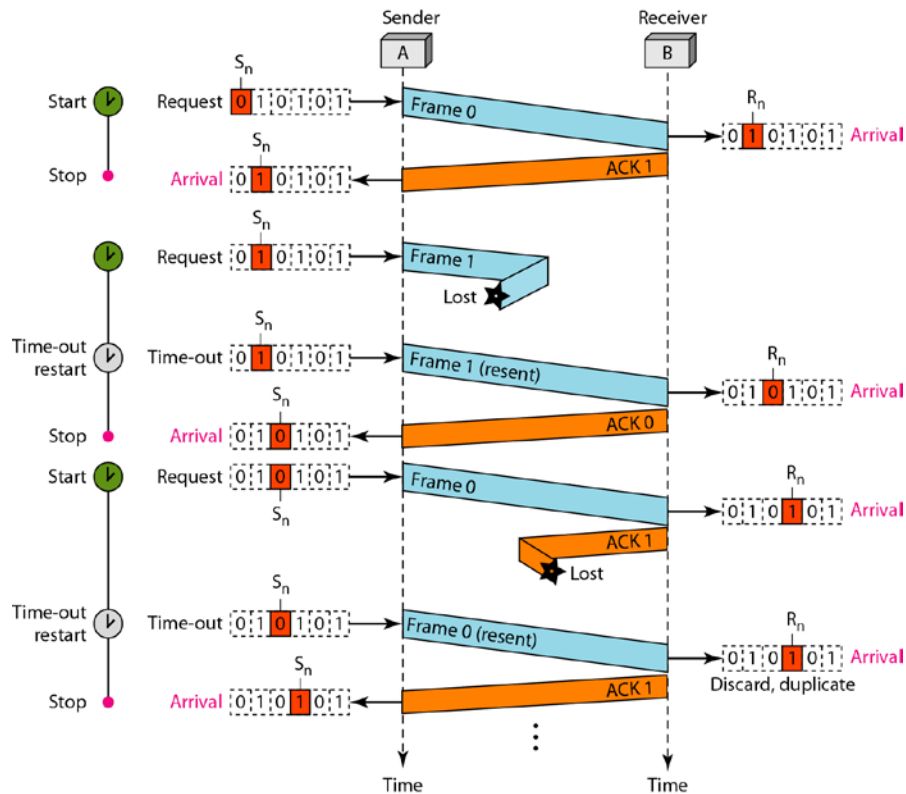 Sender
Receiver
A
B
Sn
Start
Request
0 1 0 1 0 1
Frame 0
Rn
0 1 0 1 0 1
Arrival
Sn
Stop
Arrival
0 1 0 1 0 1
ACK 1
Sn
Request
0 1 0 1 0 1
Frame 1
Lost
Sn
Time-out
restart
Time-out
0 1 0 1 0 1
Frame 1 (resent)
Rn
0 1 0 1 0 1
Arrival
Sn
Stop
Arrival
0 1 0 1 0 1
ACK 0
Start
Request
0 1 0 1 0 1
Sn
Frame 0
Rn
0 1 0 1 0 1
Arrival
ACK 1
Lost
Sn
Time-out
restart
Time-out
0 1 0 1 0 1
Frame 0 (resent)
Rn
0 1 0 1 0 1
Arrival
Discard, duplicate
Sn
Stop
Arrival
0 1 0 1 0 1
ACK 1
Time
Time